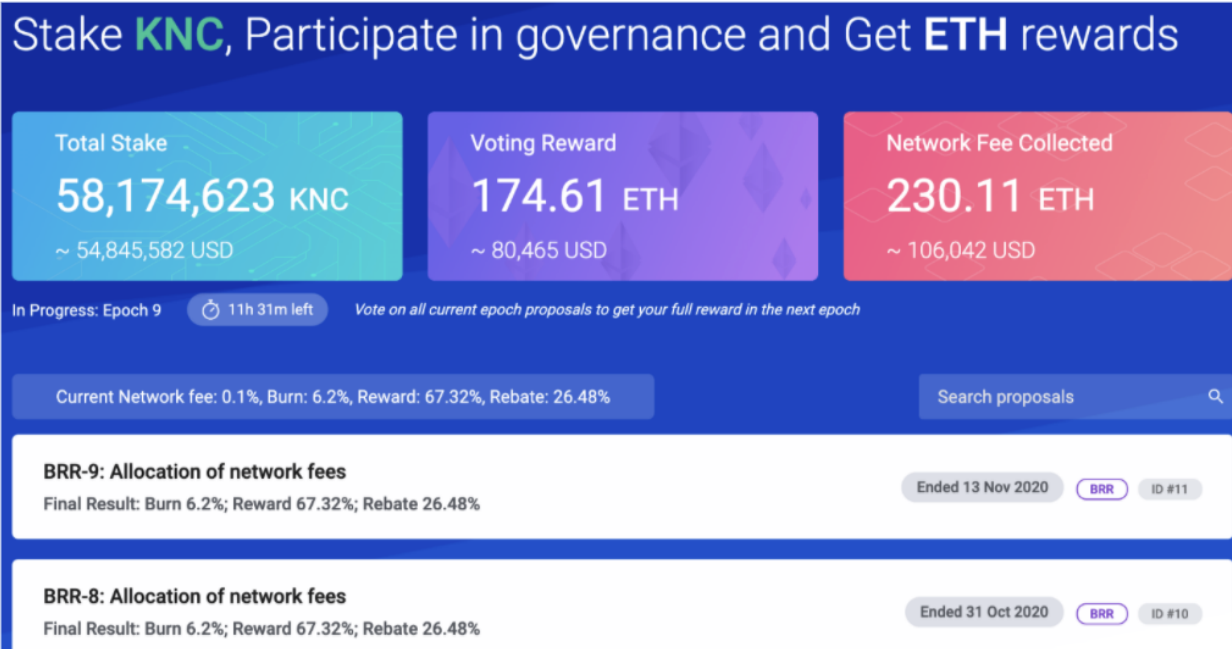 Stake KNC, Participate in governance and Get ETH rewards
Total Stake
58,174,623 KNC
~ 54,845,582 USD
Voting Reward
174.61 ETH
~ 80,465 USD
Network Fee Collected
230.11 ETH
~ 106,042 USD
In Progress: Epoch 9
11h 31m left
Vote on all current epoch proposals to get your full reward in the next epoch
Current Network fee: 0.1%, Burn: 6.2%, Reward: 67.32%, Rebate: 26.48%
Search proposals
BRR-9: Allocation of network fees
Final Result: Burn 6.2%; Reward 67.32%; Rebate 26.48%
Ended 13 Nov 2020
BRR
ID #11
BRR-8: Allocation of network fees
Final Result: Burn 6.2%; Reward 67.32%; Rebate 26.48%
Ended 31 Oct 2020
BRR
ID #10